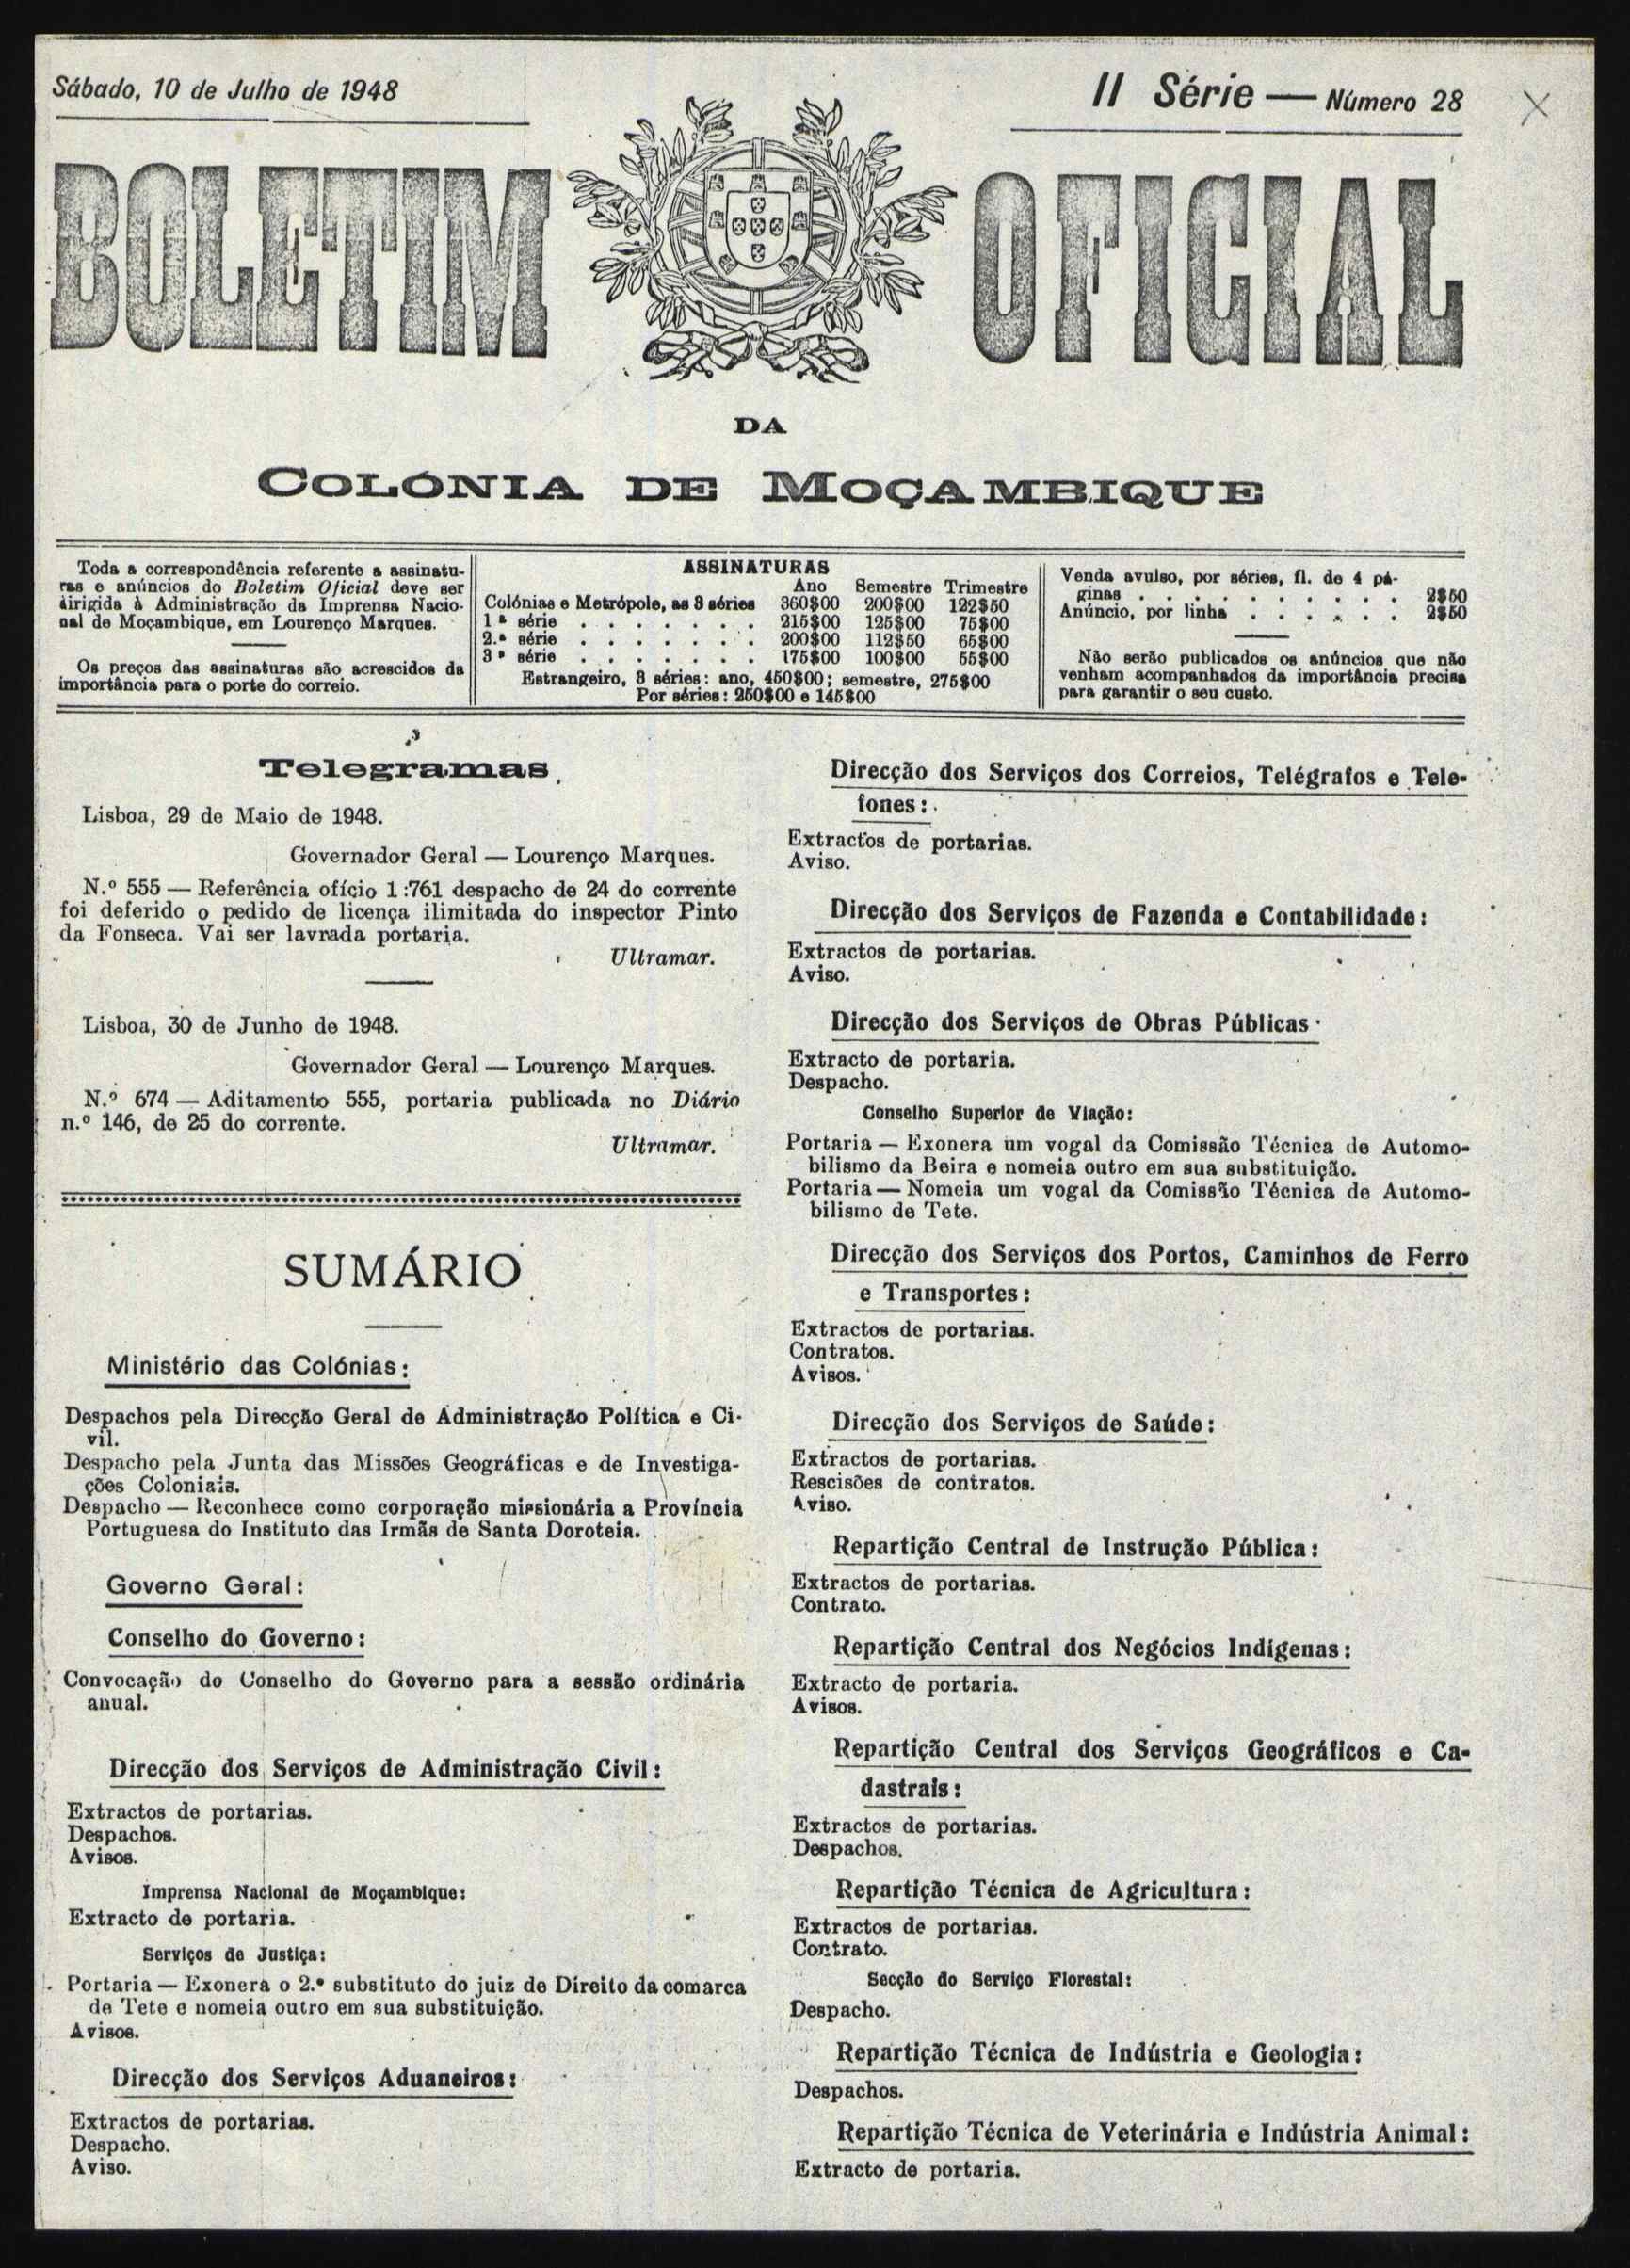 Sábado, 10 de Julho de 1948
II Série — Número 28
BOLETIM OFICIAL
DA
COLÓNIA DE MOÇAMBIQUE
Toda a correspondência referente a assinatu-
ras e anúncios do Boletim Oficial deve ser
dirigida à Administração da Imprensa Nacio-
nal de Moçambique, em Lourenço Marques.
Os preços das assinaturas são acrescidos da
importância para o porte do correio.
ASSINATURAS
Ano Semestre Trimestre
Colónias e Metrópole, as 3 séries 360$00 200$00 122$50
1.ª série . . . . . . . 215$00 125$00 75$00
2.ª série . . . . . . . 200$00 112$50 65$00
3.ª série . . . . . . . 175$00 100$00 55$00
Estrangeiro, 3 séries: ano, 450$00; semestre, 275$00
Por séries: 250$00 e 145$00
Venda avulso, por séries, fl. de 4 pá-
ginas . . . . . . . . . . 2$50
Anúncio, por linha . . . . . . 2$50
Não serão publicados os anúncios que não
venham acompanhados da importância precisa
para garantir o seu custo.
Telegramas
Lisboa, 29 de Maio de 1948.
Governador Geral — Lourenço Marques.
N.º 555 — Referência ofício 1:761 despacho de 24 do corrente
foi deferido o pedido de licença ilimitada do inspector Pinto
da Fonseca. Vai ser lavrada portaria.
Ultramar.
Lisboa, 30 de Junho de 1948.
Governador Geral — Lourenço Marques.
N.º 674 — Aditamento 555, portaria publicada no Diário
n.º 146, de 25 do corrente.
Ultramar.
SUMÁRIO
Ministério das Colónias:
Despachos pela Direcção Geral de Administração Política e Ci-
vil.
Despacho pela Junta das Missões Geográficas e de Investiga-
ções Coloniais.
Despacho — Reconhece como corporação missionária a Província
Portuguesa do Instituto das Irmãs de Santa Doroteia.
Governo Geral:
Conselho do Governo:
Convocação do Conselho do Governo para a sessão ordinária
anual.
Direcção dos Serviços de Administração Civil:
Extractos de portarias.
Despachos.
Avisos.
Imprensa Nacional de Moçambique:
Extracto de portaria.
Serviços de Justiça:
Portaria — Exonera o 2.º substituto do juiz de Direito da comarca
de Tete e nomeia outro em sua substituição.
Avisos.
Direcção dos Serviços Aduaneiros:
Extractos de portarias.
Despacho.
Aviso.
Direcção dos Serviços dos Correios, Telégrafos e Tele-
fones:
Extractos de portarias.
Aviso.
Direcção dos Serviços de Fazenda e Contabilidade:
Extractos de portarias.
Aviso.
Direcção dos Serviços de Obras Públicas·
Extracto de portaria.
Despacho.
Conselho Superior de Viação:
Portaria — Exonera um vogal da Comissão Técnica de Automo-
bilismo da Beira e nomeia outro em sua substituição.
Portaria — Nomeia um vogal da Comissão Técnica de Automo-
bilismo de Tete.
Direcção dos Serviços dos Portos, Caminhos de Ferro
e Transportes:
Extractos de portarias.
Contratos.
Avisos.
Direcção dos Serviços de Saúde:
Extractos de portarias.
Rescisões de contratos.
Aviso.
Repartição Central de Instrução Pública:
Extractos de portarias.
Contrato.
Repartição Central dos Negócios Indígenas:
Extracto de portaria.
Avisos.
Repartição Central dos Serviços Geográficos e Ca-
dastrais:
Extractos de portarias.
Despachos.
Repartição Técnica de Agricultura:
Extractos de portarias.
Contrato.
Secção do Serviço Florestal:
Despacho.
Repartição Técnica de Indústria e Geologia:
Despachos.
Repartição Técnica de Veterinária e Indústria Animal:
Extracto de portaria.